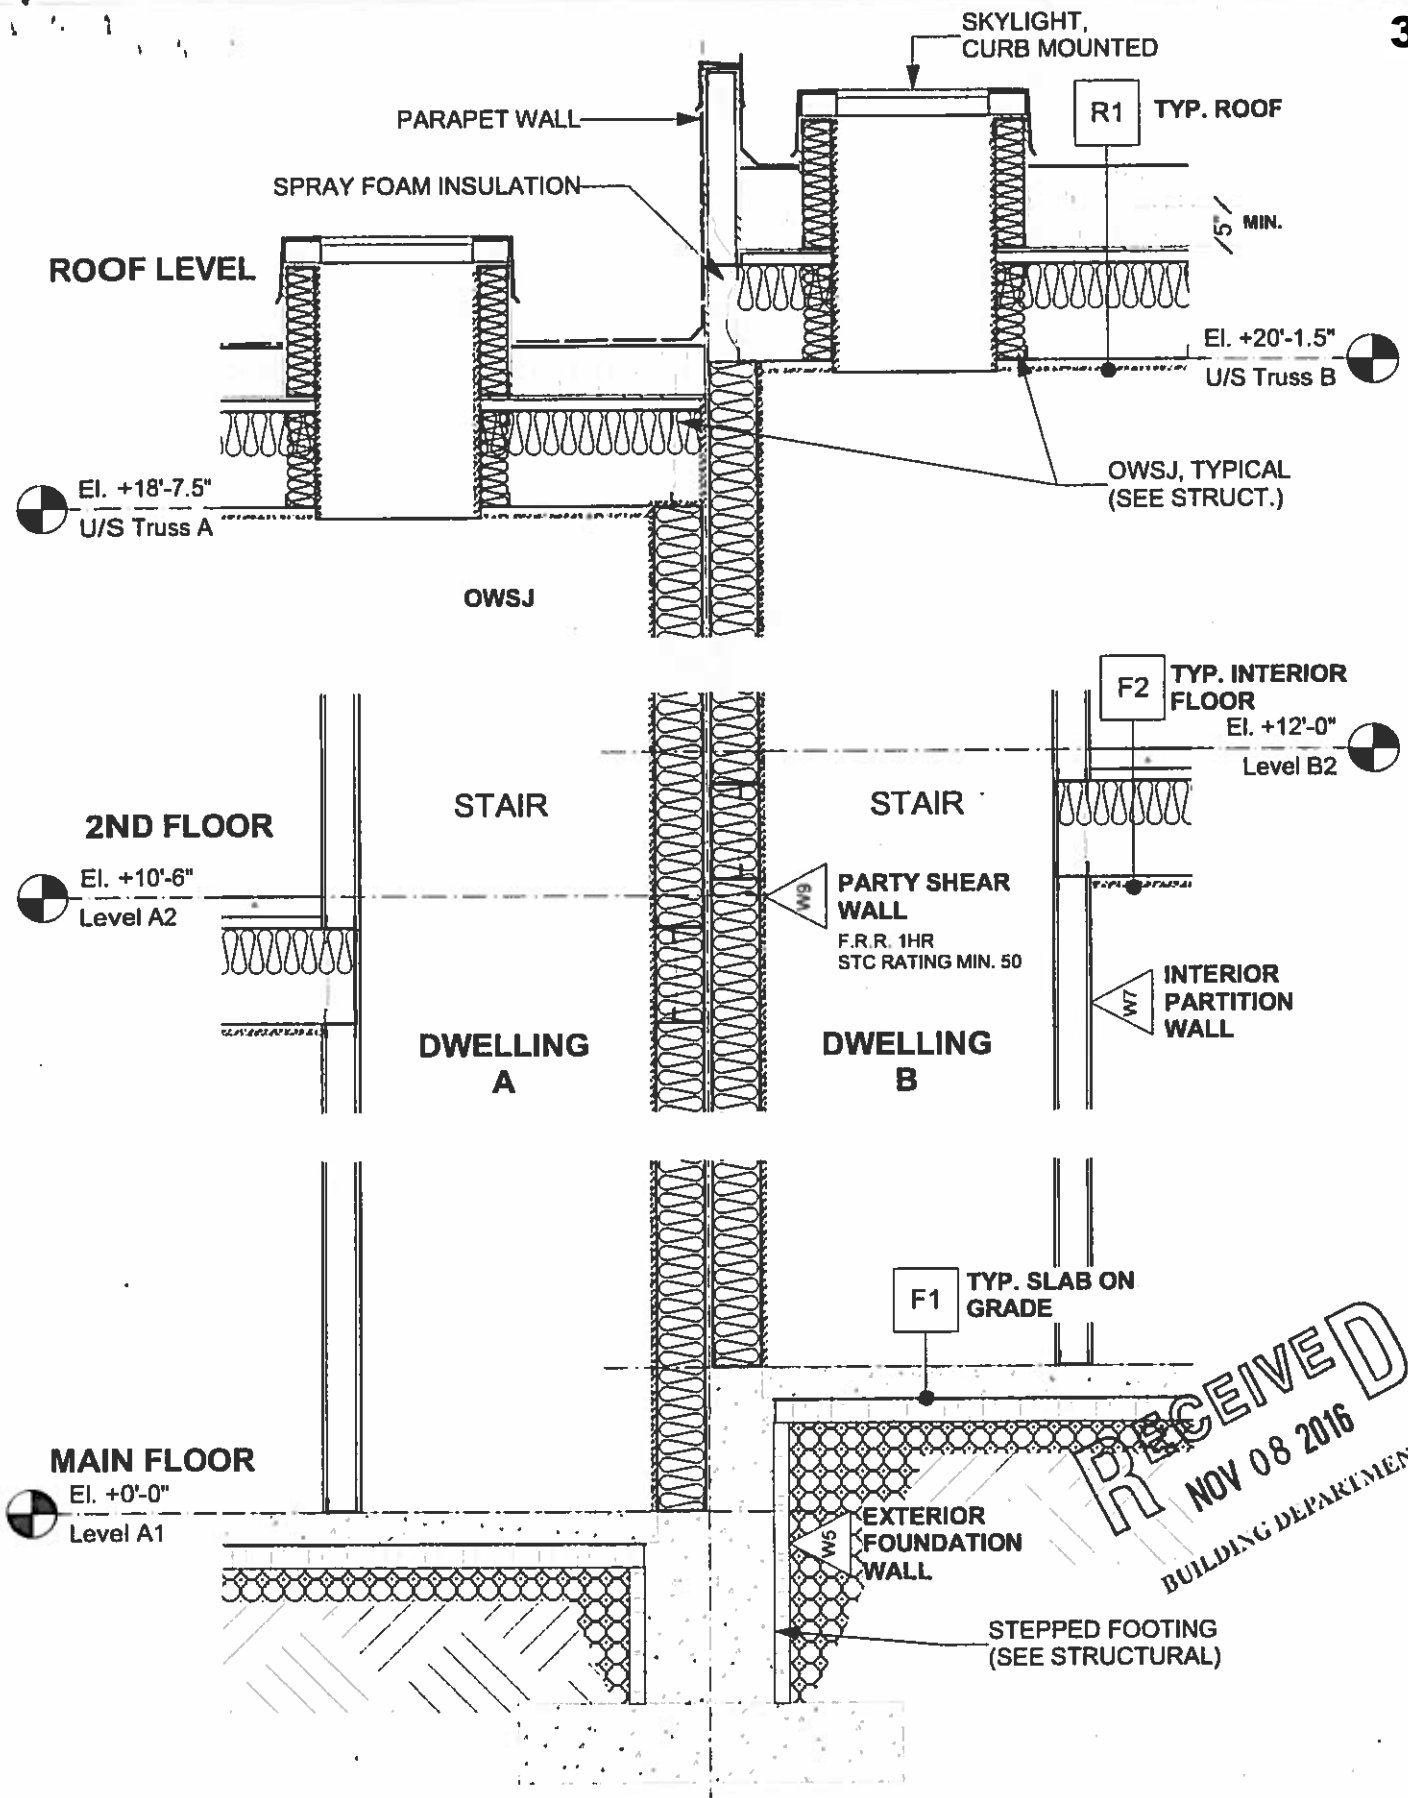 3
SKYLIGHT,
CURB MOUNTED
R1
TYP. ROOF
PARAPET WALL
SPRAY FOAM INSULATION
5" MIN.
ROOF LEVEL
El. +20'-1.5"
U/S Truss B
OWSJ, TYPICAL
(SEE STRUCT.)
El. +18'-7.5"
U/S Truss A
OWSJ
F2
TYP. INTERIOR
FLOOR
El. +12'-0"
Level B2
STAIR
STAIR
2ND FLOOR
El. +10'-6"
Level A2
W9
PARTY SHEAR
WALL
F.R.R. 1HR
STC RATING MIN. 50
W7
INTERIOR
PARTITION
WALL
DWELLING
A
DWELLING
B
F1
TYP. SLAB ON
GRADE
RECEIVED
NOV 08 2016
BUILDING DEPARTMEN
MAIN FLOOR
El. +0'-0"
Level A1
W5
EXTERIOR
FOUNDATION
WALL
STEPPED FOOTING
(SEE STRUCTURAL)